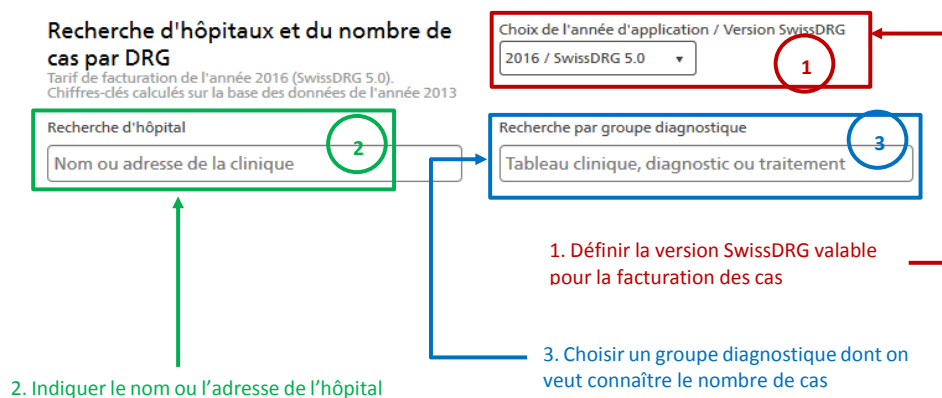 Recherche d'hôpitaux et du nombre de
cas par DRG
Tarif de facturation de l'année 2016 (SwissDRG 5.0).
Chiffres-clés calculés sur la base des données de l'année 2013
Choix de l'année d'application / Version SwissDRG
2016 / SwissDRG 5.0
1
Recherche d'hôpital
2
Nom ou adresse de la clinique
Recherche par groupe diagnostique
3
Tableau clinique, diagnostic ou traitement
1. Définir la version SwissDRG valable
pour la facturation des cas
3. Choisir un groupe diagnostique dont on
veut connaître le nombre de cas
2. Indiquer le nom ou l’adresse de l’hôpital